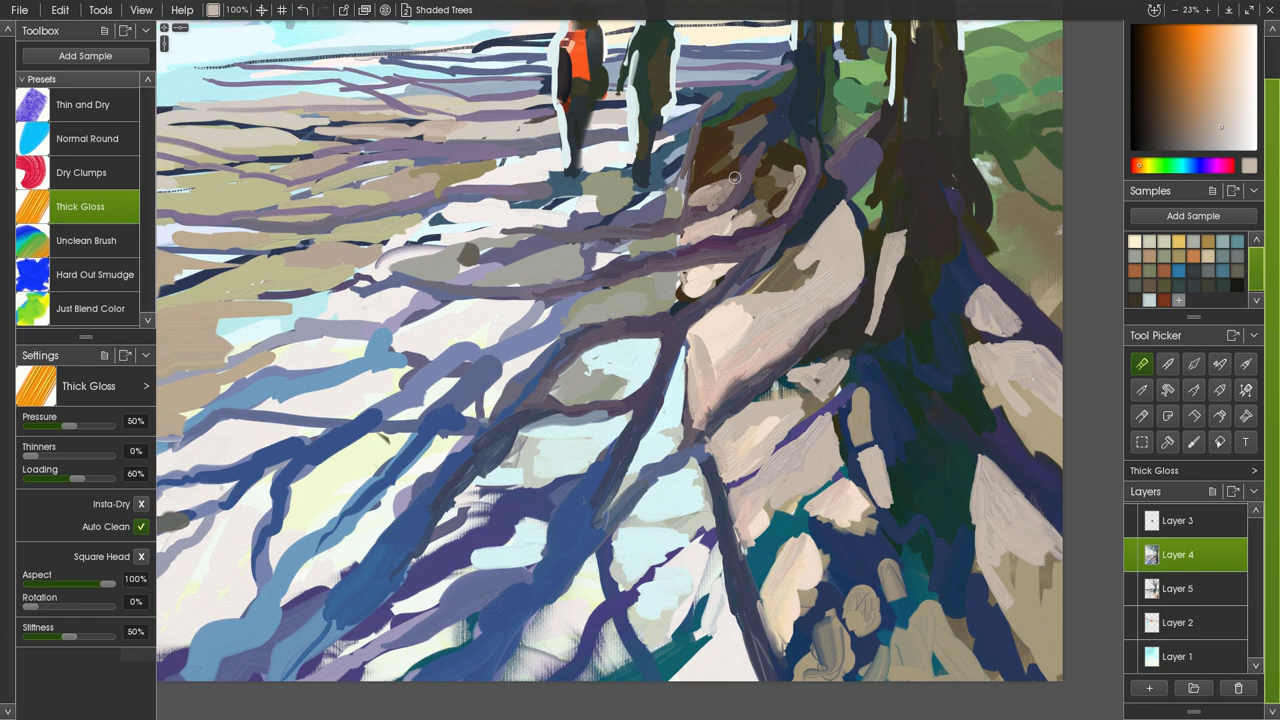 File Edit Tools View Help 100% Shaded Trees 23%
Toolbox
Add Sample
Presets
Thin and Dry
Normal Round
Dry Clumps
Thick Gloss
Unclean Brush
Hard Out Smudge
Just Blend Color
Settings
Thick Gloss >
Pressure 50%
Thinners 0%
Loading 60%
Insta-Dry X
Auto Clean
Square Head X
Aspect 100%
Rotation 0%
Stiffness 50%
Samples
Add Sample
Tool Picker
T
Thick Gloss >
Layers
Layer 3
Layer 4
Layer 5
Layer 2
Layer 1